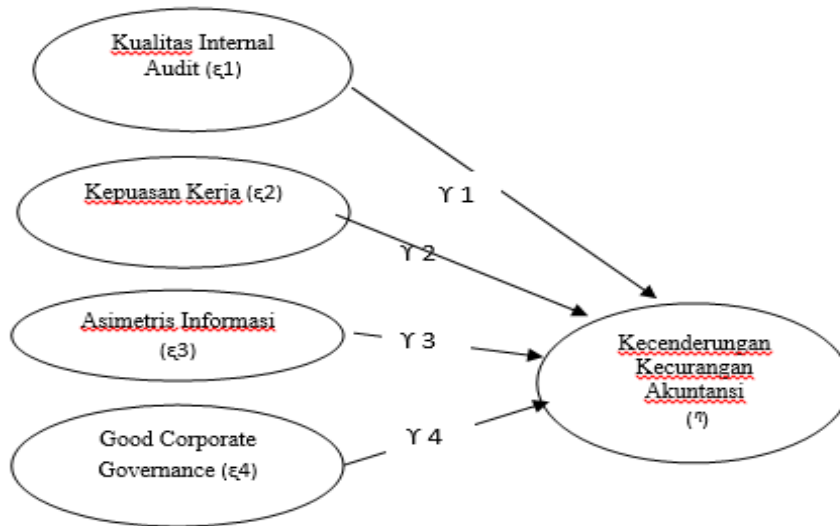 Kualitas Internal
Audit (ξ1)
Kepuasan Kerja (ξ2)
ϒ 1
ϒ 2
Asimetris Informasi
(ξ3)
ϒ 3
Kecenderungan
Kecurangan
Akuntansi
(η)
Good Corporate
Governance (ξ4)
ϒ 4